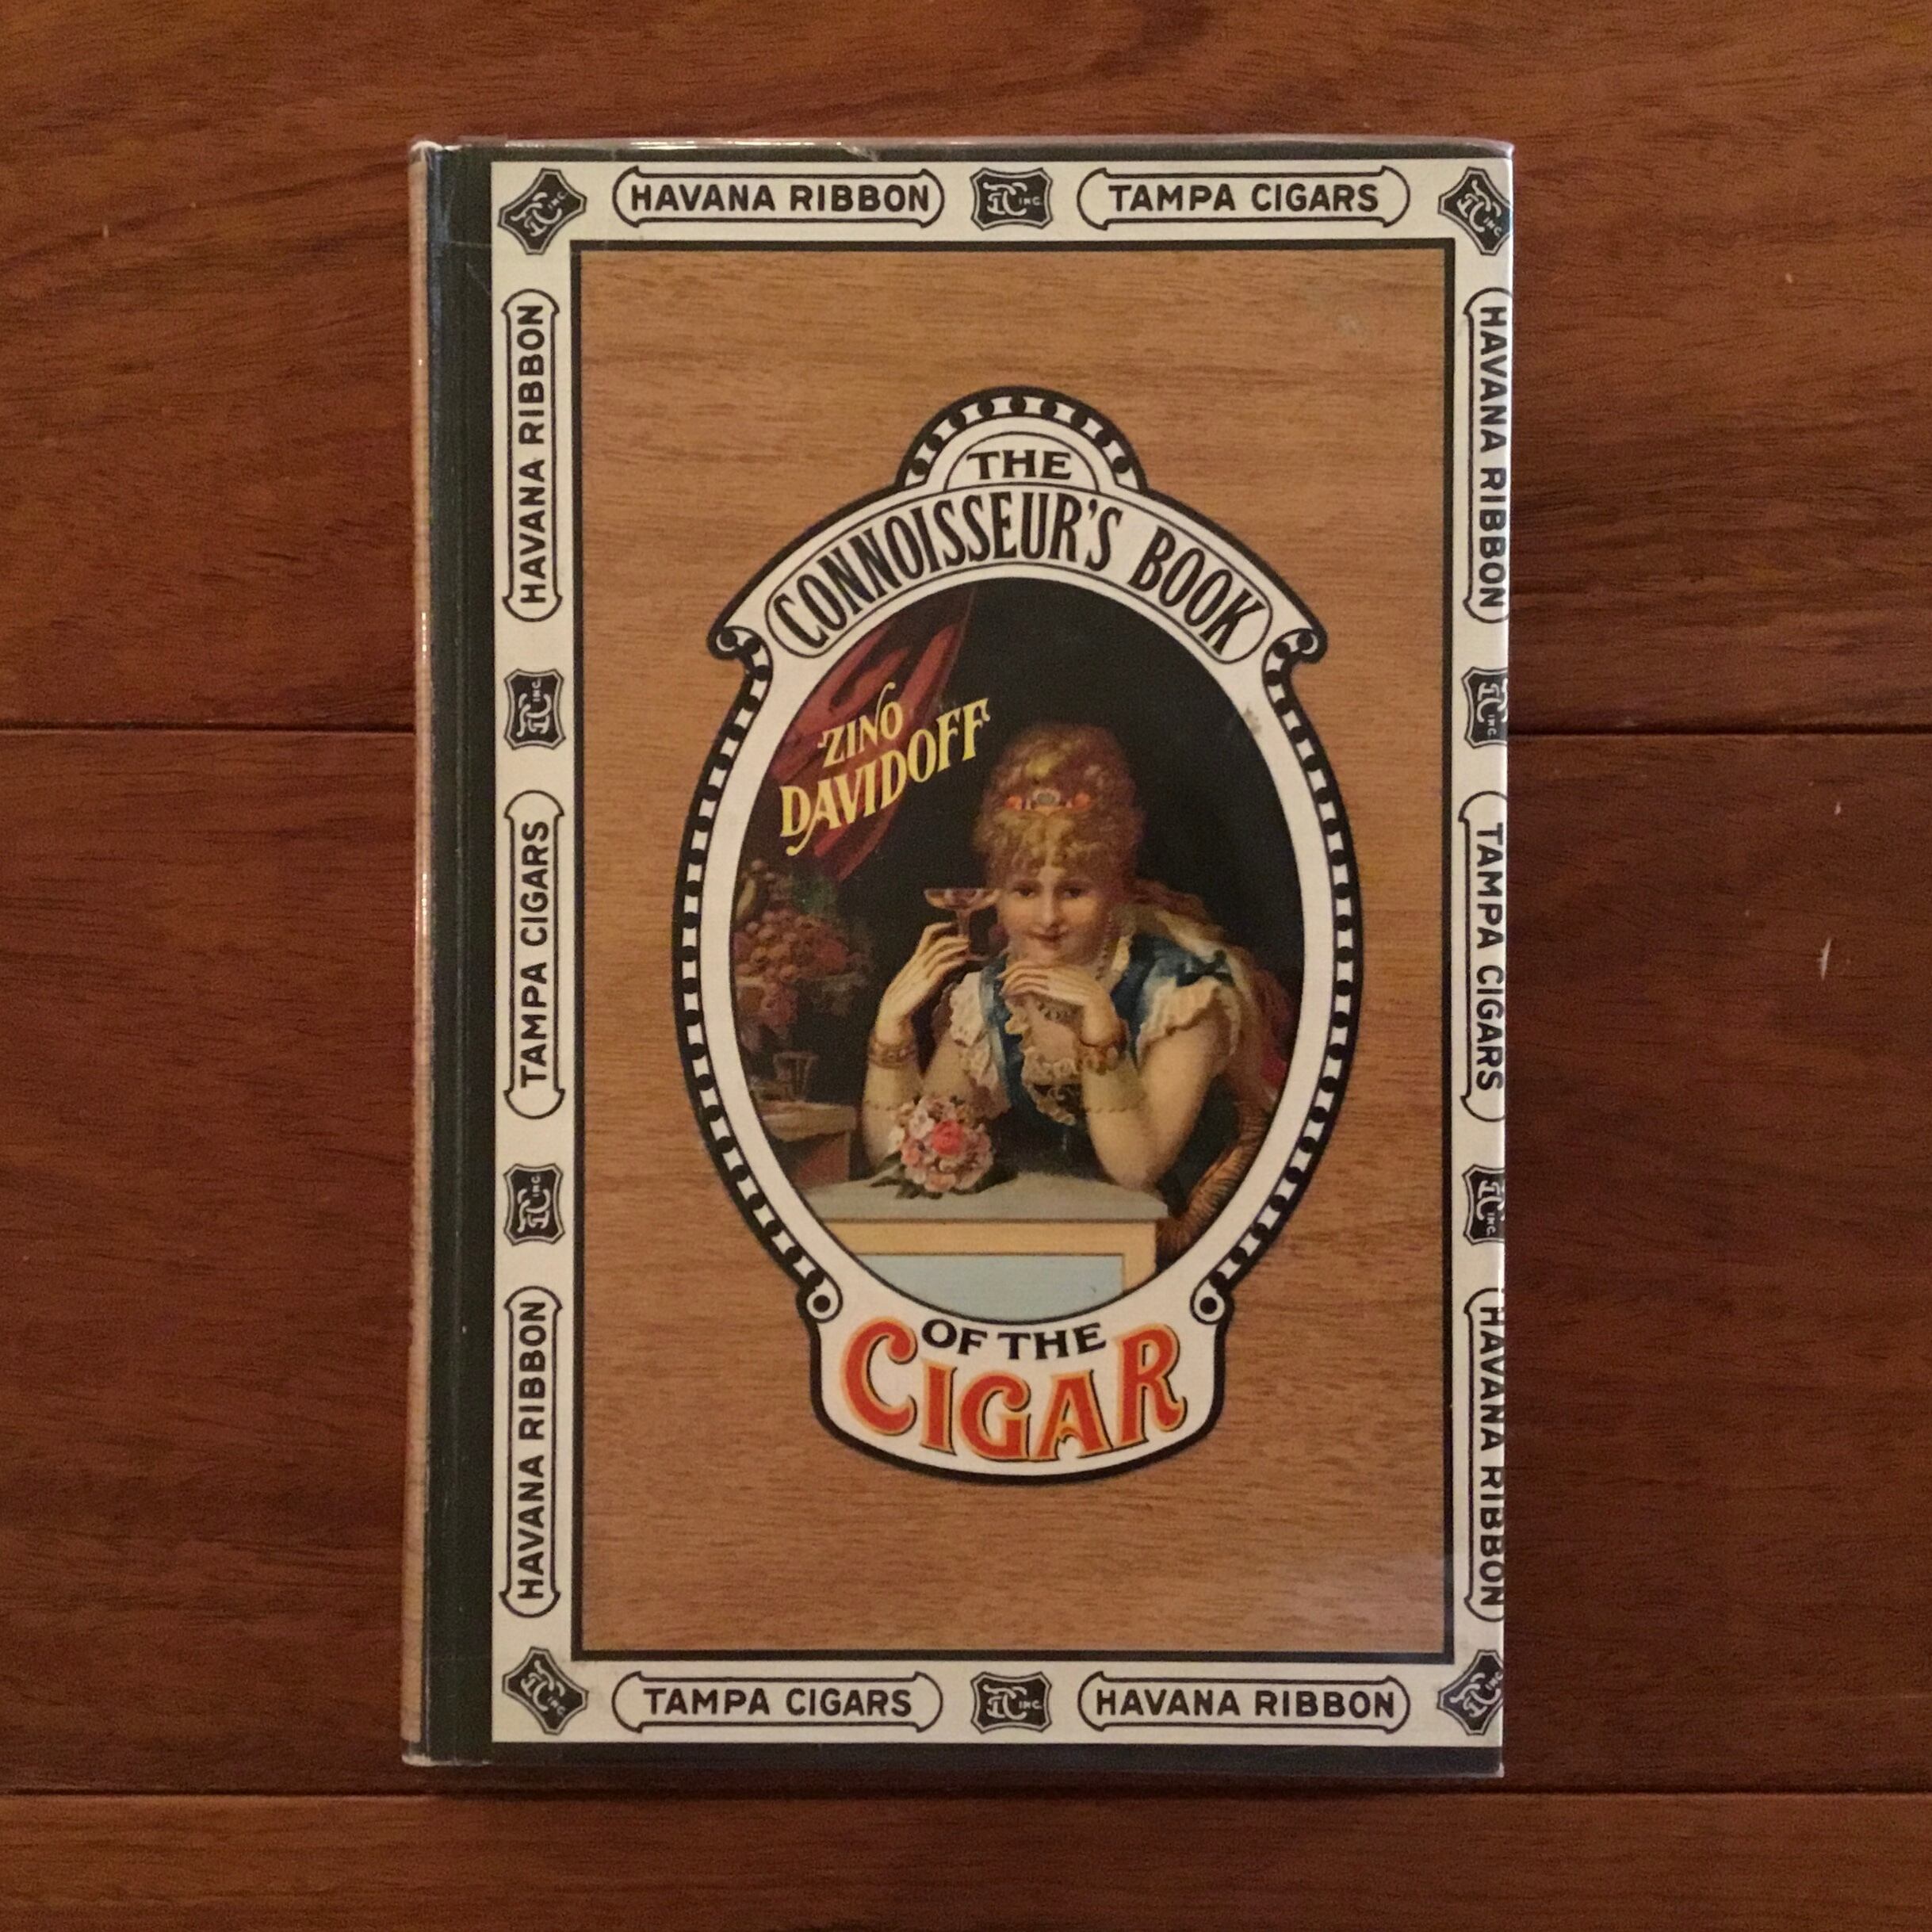 HAVANA RIBBON
TAMPA CIGARS
HAVANA RIBBON
TAMPA CIGARS
HAVANA RIBBON
THE
CONNOISSEUR'S BOOK
ZINO
DAVIDOFF
OF THE
CIGAR
HAVANA RIBBON
TAMPA CIGARS
HAVANA RIBBON
TAMPA CIGARS
HAVANA RIBBON